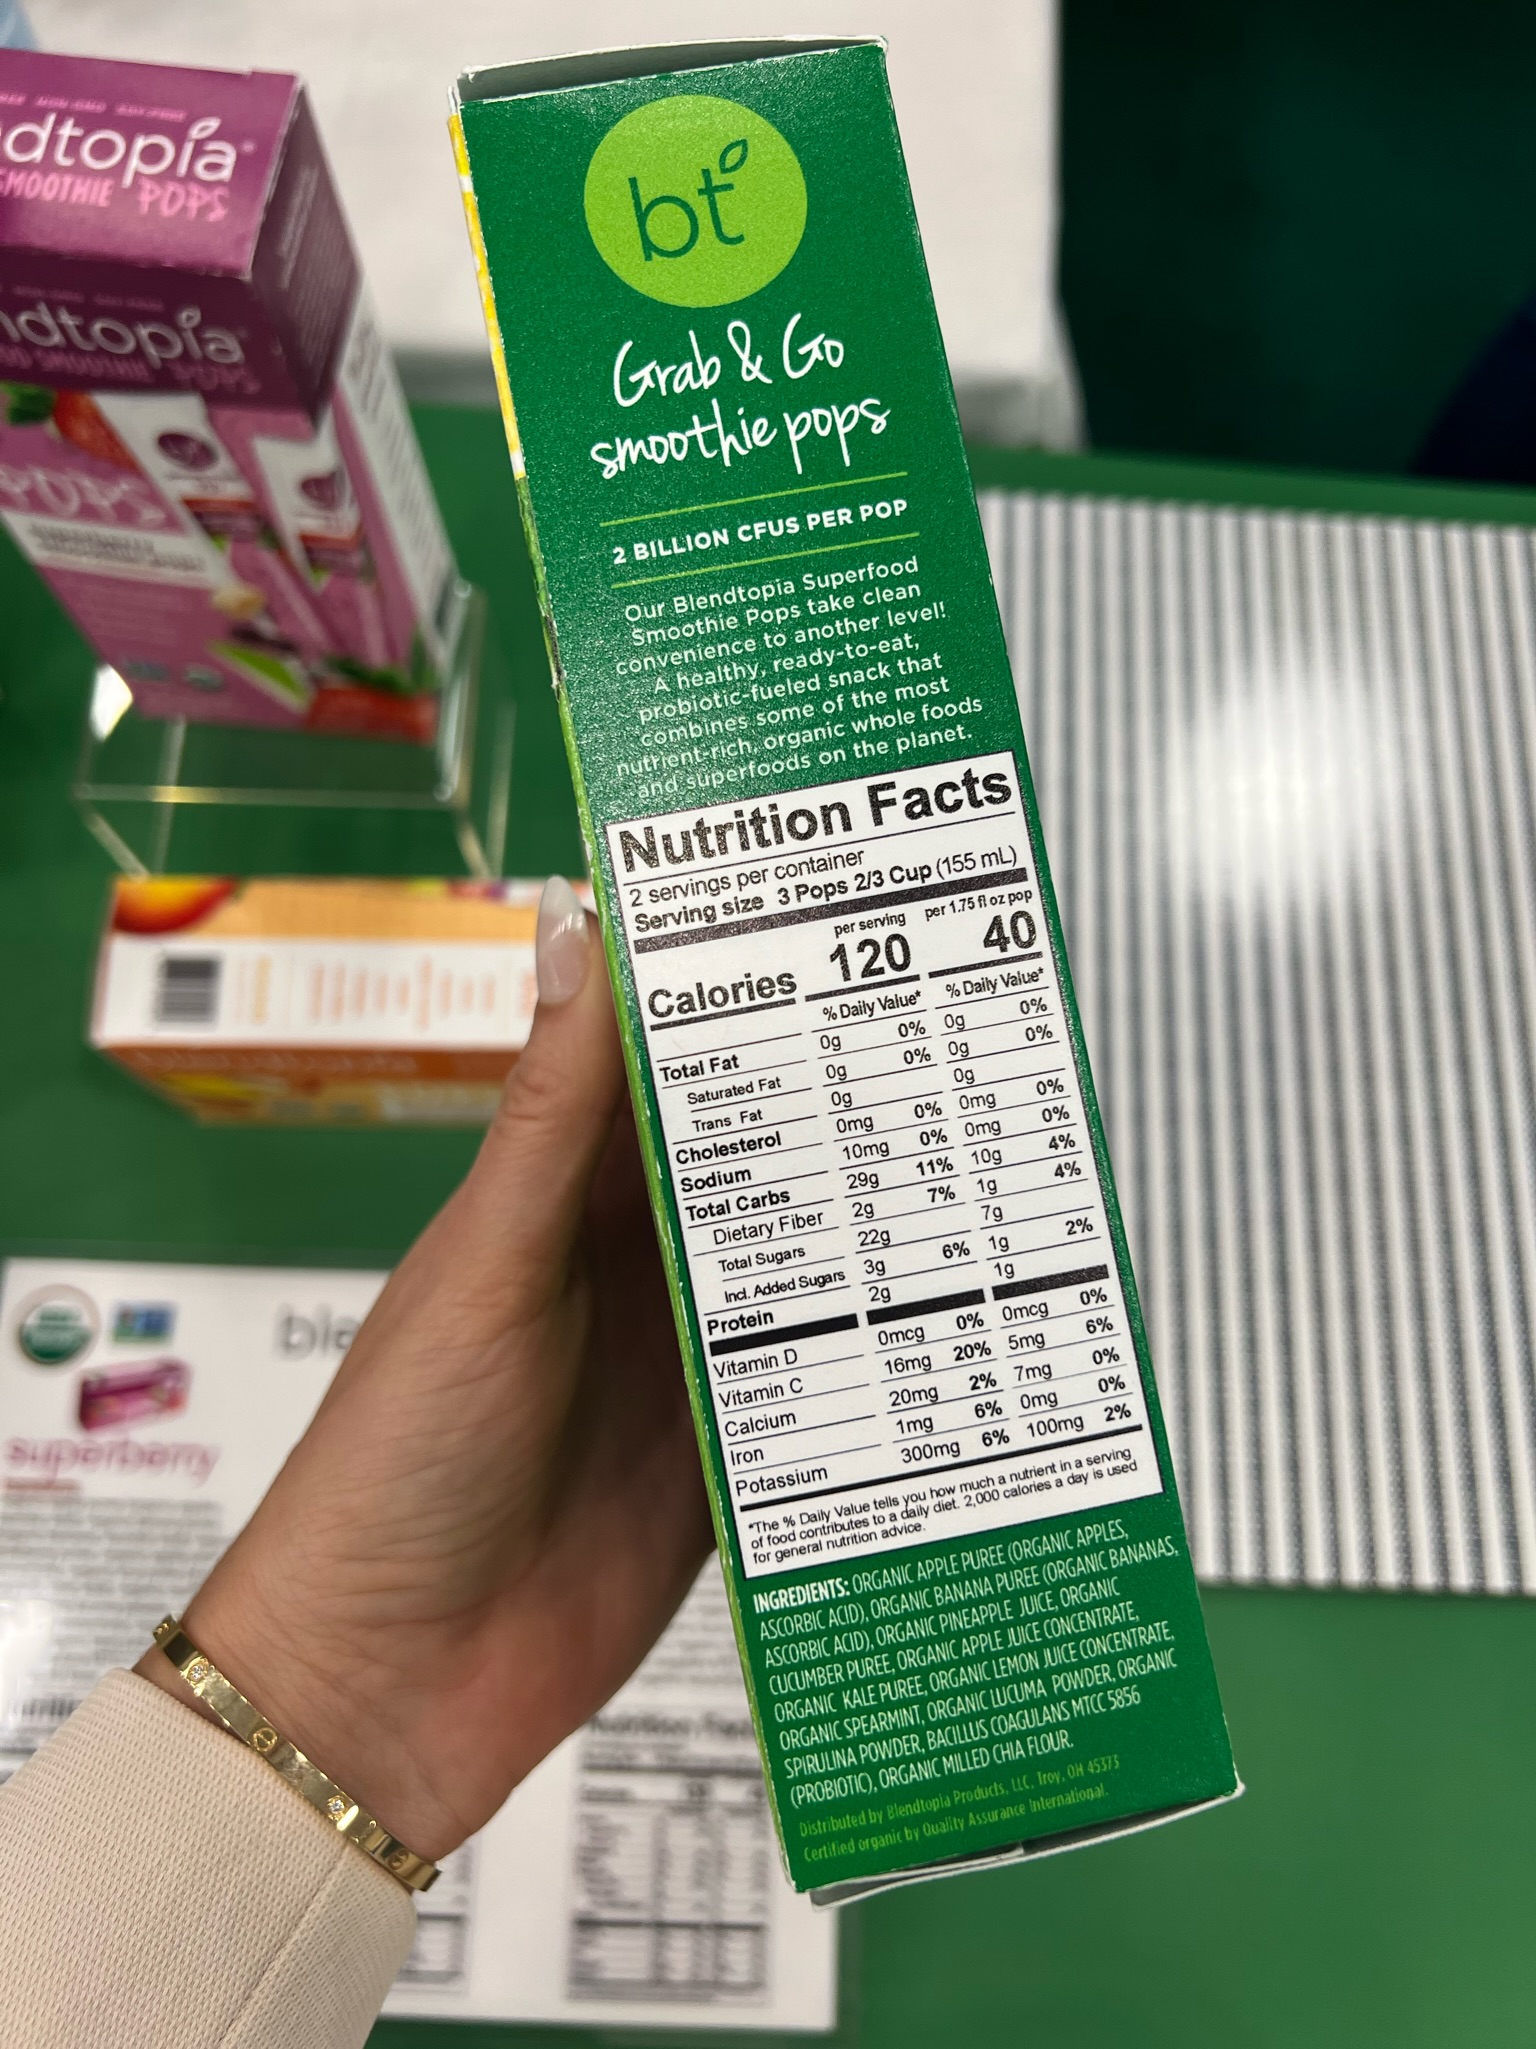 dtopia
SMOOTHIE POPS
dtopia
POPS
bt
Grab & Go
smoothie pops
2 BILLION CFUS PER POP
Our Blendtopia Superfood
Smoothie Pops take clean
convenience to another level!
A healthy, ready-to-eat,
probiotic-fueled snack that
combines some of the most
nutrient-rich, organic whole foods
and superfoods on the planet.
Nutrition Facts
2 servings per container
Serving size 3 Pops 2/3 Cup (155 mL)
per serving per 1.75 fl oz pop
Calories 120 40
% Daily Value* % Daily Value*
Total Fat 0g 0% 0g 0%
Saturated Fat 0g 0% 0g 0%
Trans Fat 0g 0g
Cholesterol 0mg 0% 0mg 0%
Sodium 10mg 0% 0mg 0%
Total Carbs 29g 11% 10g 4%
Dietary Fiber 2g 7% 1g 4%
Total Sugars 22g 7g
Incl. Added Sugars 3g 6% 1g 2%
Protein 2g 1g
Vitamin D 0mcg 0% 0mcg 0%
Vitamin C 16mg 20% 5mg 6%
Calcium 20mg 2% 7mg 0%
Iron 1mg 6% 0mg 0%
Potassium 300mg 6% 100mg 2%
*The % Daily Value tells you how much a nutrient in a serving
of food contributes to a daily diet. 2,000 calories a day is used
for general nutrition advice.
INGREDIENTS: ORGANIC APPLE PUREE (ORGANIC APPLES,
ASCORBIC ACID), ORGANIC BANANA PUREE (ORGANIC BANANAS,
ASCORBIC ACID), ORGANIC PINEAPPLE JUICE, ORGANIC
CUCUMBER PUREE, ORGANIC APPLE JUICE CONCENTRATE,
ORGANIC KALE PUREE, ORGANIC LEMON JUICE CONCENTRATE,
ORGANIC SPEARMINT, ORGANIC LUCUMA POWDER, ORGANIC
SPIRULINA POWDER, BACILLUS COAGULANS MTCC 5856
(PROBIOTIC), ORGANIC MILLED CHIA FLOUR.
Distributed by Blendtopia Products, LLC, Troy, OH 45373
Certified organic by Quality Assurance International.
ble
superberry